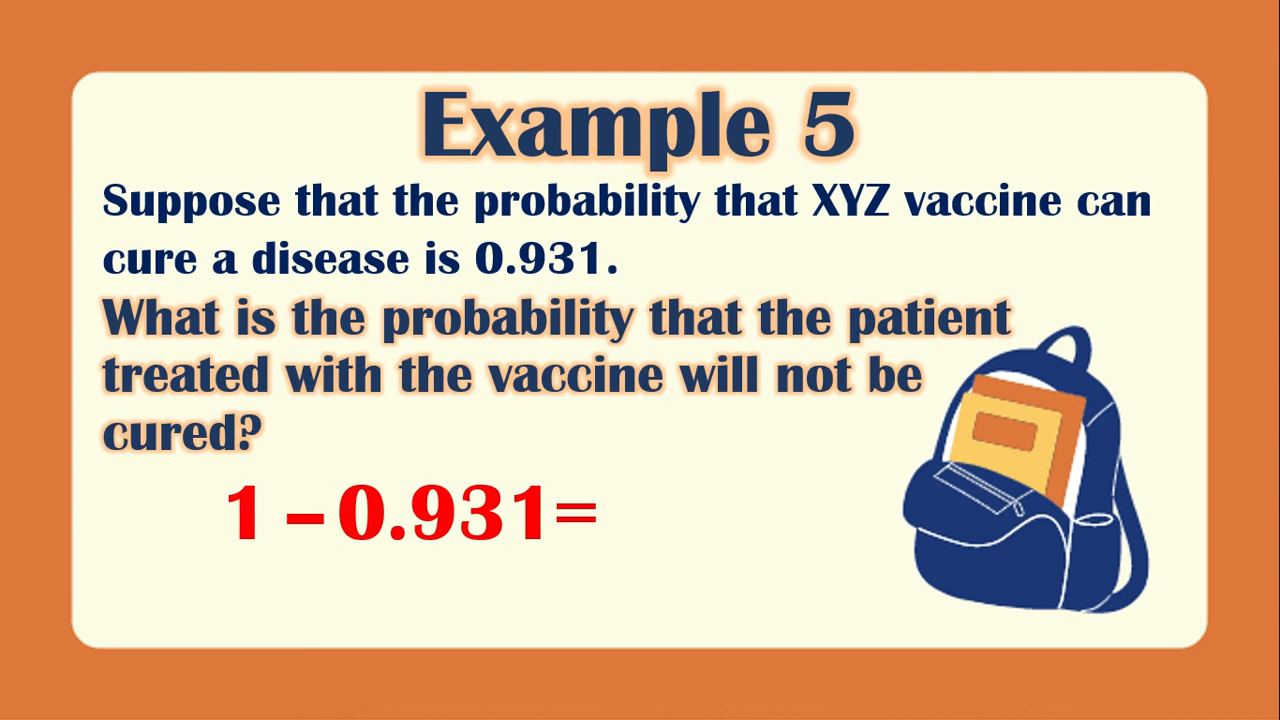 Example 5
Suppose that the probability that XYZ vaccine can
cure a disease is 0.931.
What is the probability that the patient
treated with the vaccine will not be
cured?
1 – 0.931=